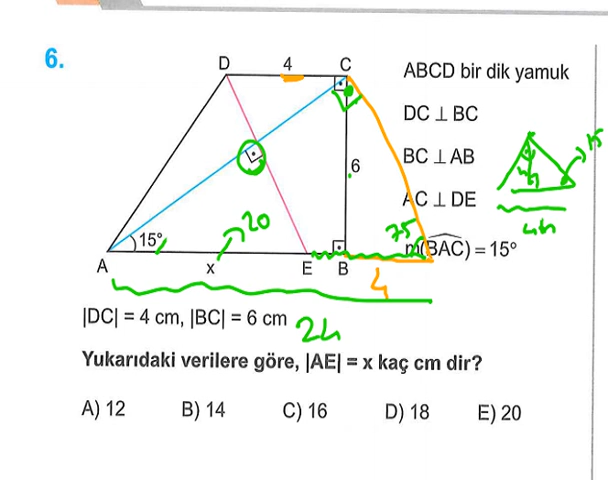 6.
D 4 C
ABCD bir dik yamuk
DC ⊥ BC
15
BC ⊥ AB
6
h
AC ⊥ DE
4h
20
75
15°
m(BAC) = 15°
A x E B
4
|DC| = 4 cm, |BC| = 6 cm
24
Yukarıdaki verilere göre, |AE| = x kaç cm dir?
A) 12 B) 14 C) 16 D) 18 E) 20